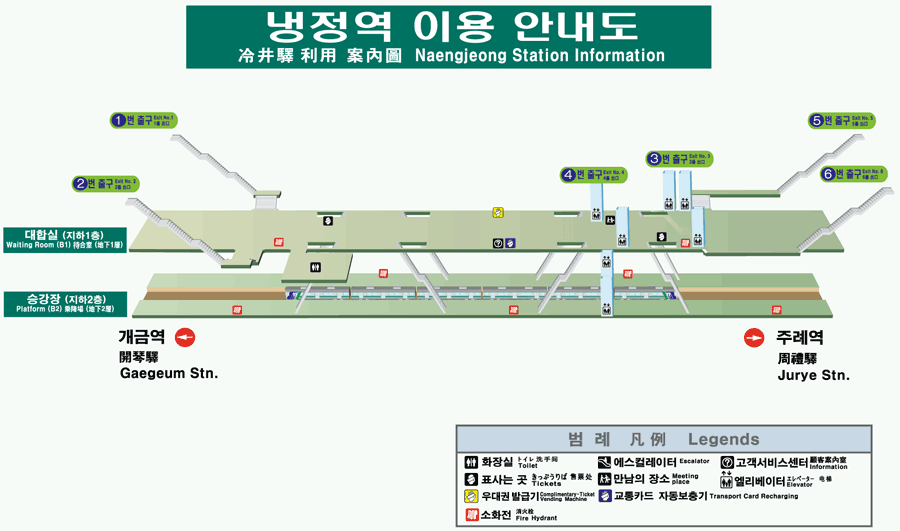 냉정역 이용 안내도
冷井驛 利用 案內圖 Naengjeong Station Information
1 번 출구 Exit No.1
1番 出口
5 번 출구 Exit No.5
5番 出口
3 번 출구 Exit No.3
3番 出口
4 번 출구 Exit No.4
4番 出口
6 번 출구 Exit No.6
6番 出口
2 번 출구 Exit No.2
2番 出口
대합실 (지하1층)
Waiting Room (B1) 待合室 (地下1層)
승강장 (지하2층)
Platform (B2) 乘降場 (地下2層)
개금역
開琴驛
Gaegeum Stn.
주례역
周禮驛
Jurye Stn.
범 례 凡 例 Legends
화장실 トイレ 洗手间
Toilet
에스컬레이터 Escalator
고객서비스센터 顧客案內室
Information
표사는 곳 きっぷうりば 售票处
Tickets
만남의 장소 Meeting
place
엘리베이터 エレベーター 电梯
Elevator
우대권 발급기 Complimentary-Ticket
Vending Machine
교통카드 자동보충기 Transport Card Recharging
소화전 消火栓
Fire Hydrant